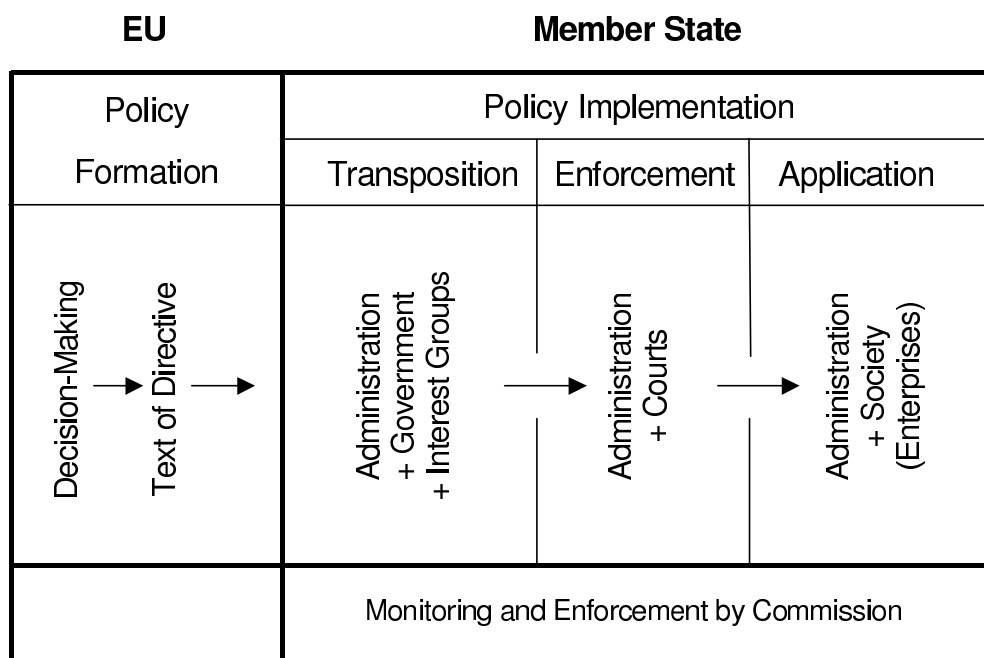 EU
Member State
Policy
Formation
Policy Implementation
Transposition
Enforcement
Application
Decision-Making
Text of Directive
Administration
+ Government
+ Interest Groups
Administration
+ Courts
Administration
+ Society
(Enterprises)
Monitoring and Enforcement by Commission